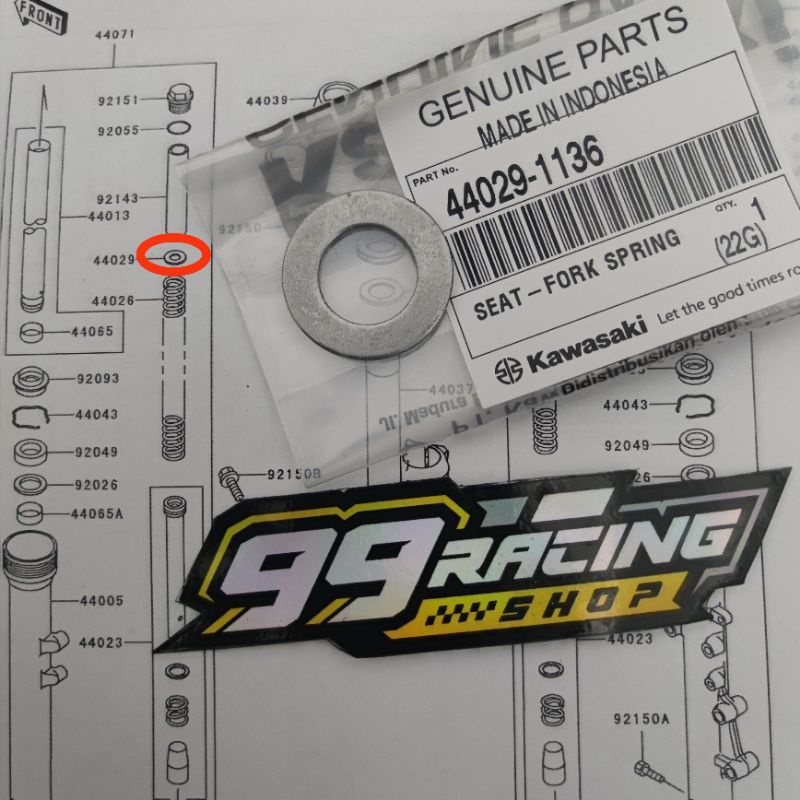 FRONT
44071
92151
44039
92055
92143
44013
92150
44029
44026
44065
92093
44043
92049
92026
44065A
44005
44023
92150B
44037
44043
92049
44023
92150A
GENUINE PARTS
MADE IN INDONESIA
PART No.
44029-1136
SEAT-FORK SPRING
QTY. 1
(22G)
Kawasaki Let the good times
Didistribusikan oleh
Jl. Madura
99 RACING
SHOP